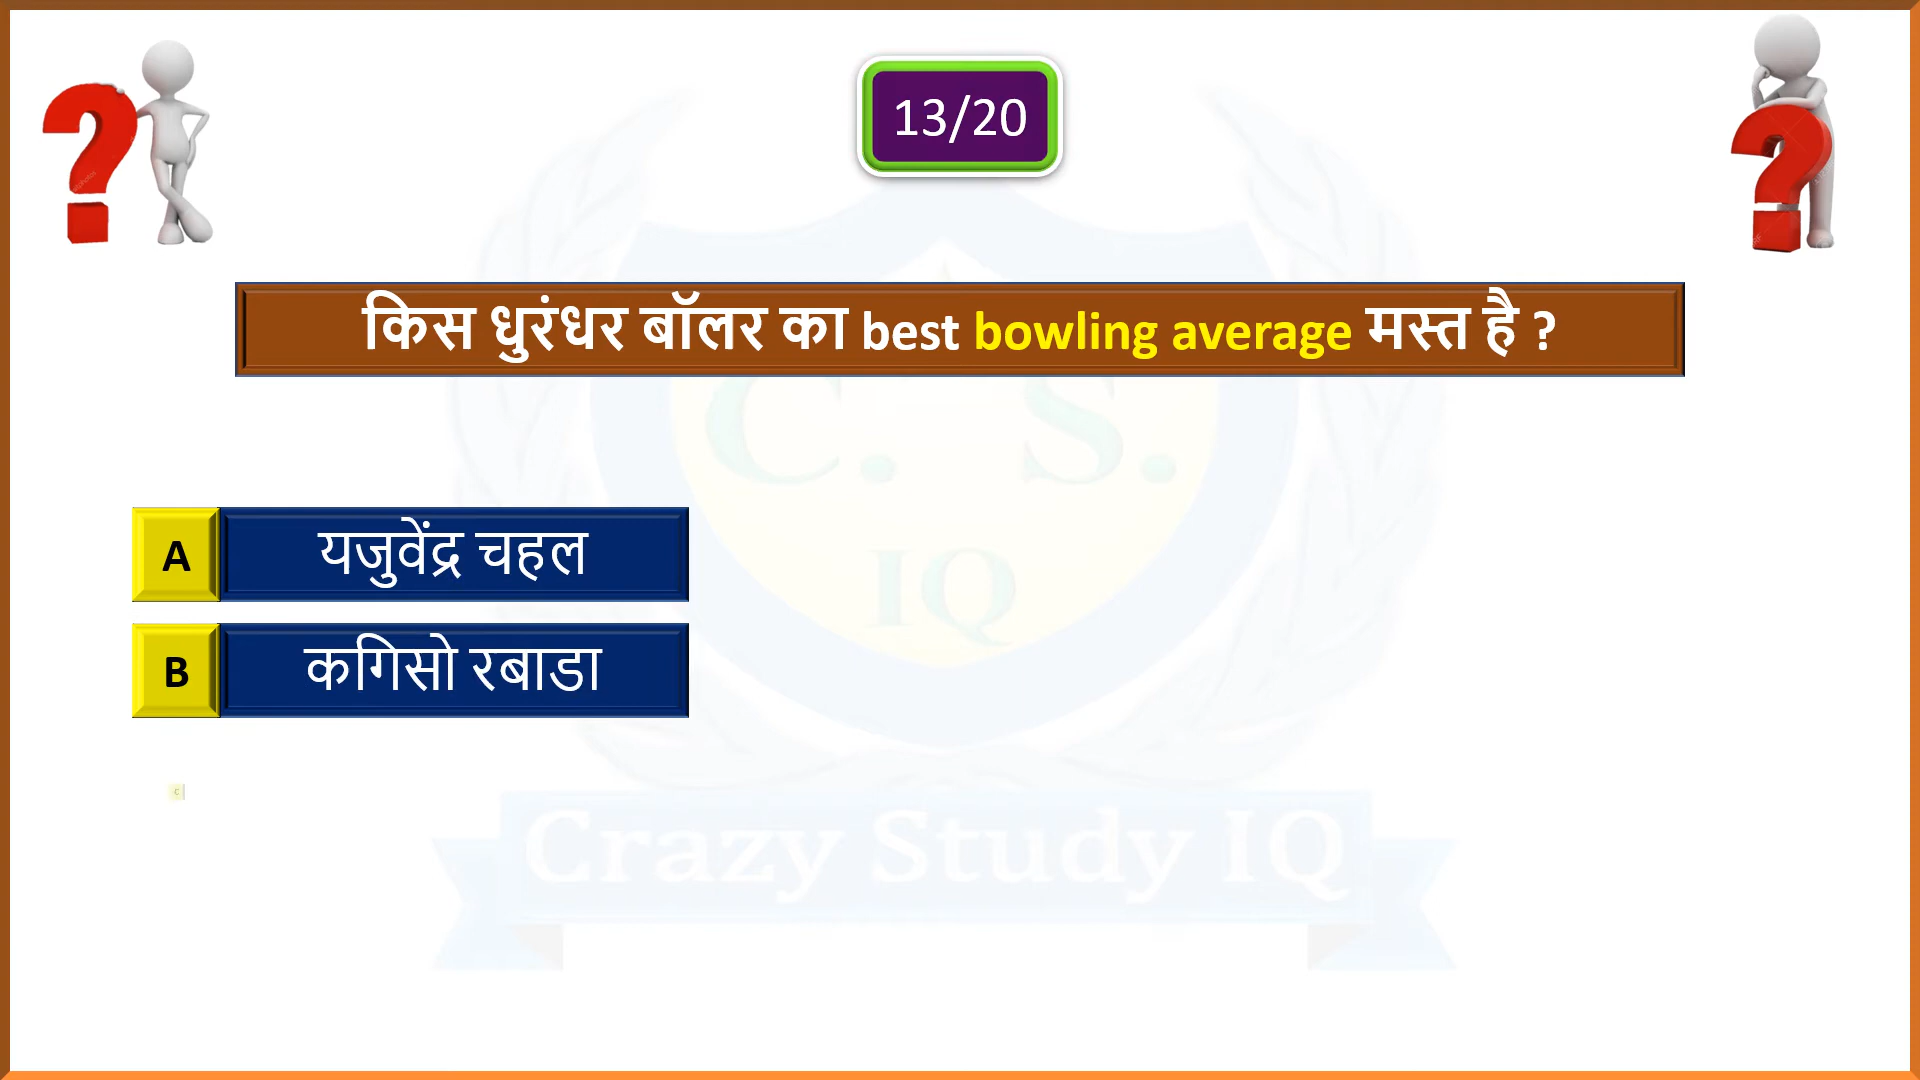 13/20
किस धुरंधर बॉलर का best bowling average मस्त है ?
C. S.
IQ
A यजुवेंद्र चहल
B कगिसो रबाडा
C
Crazy Study IQ